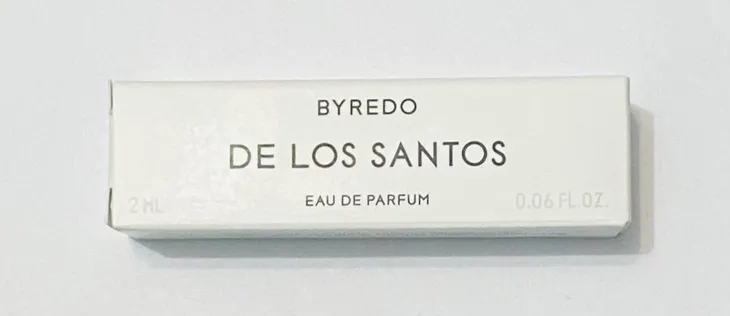 BYREDO
DE LOS SANTOS
EAU DE PARFUM
2 ML
0.06 FL.OZ.